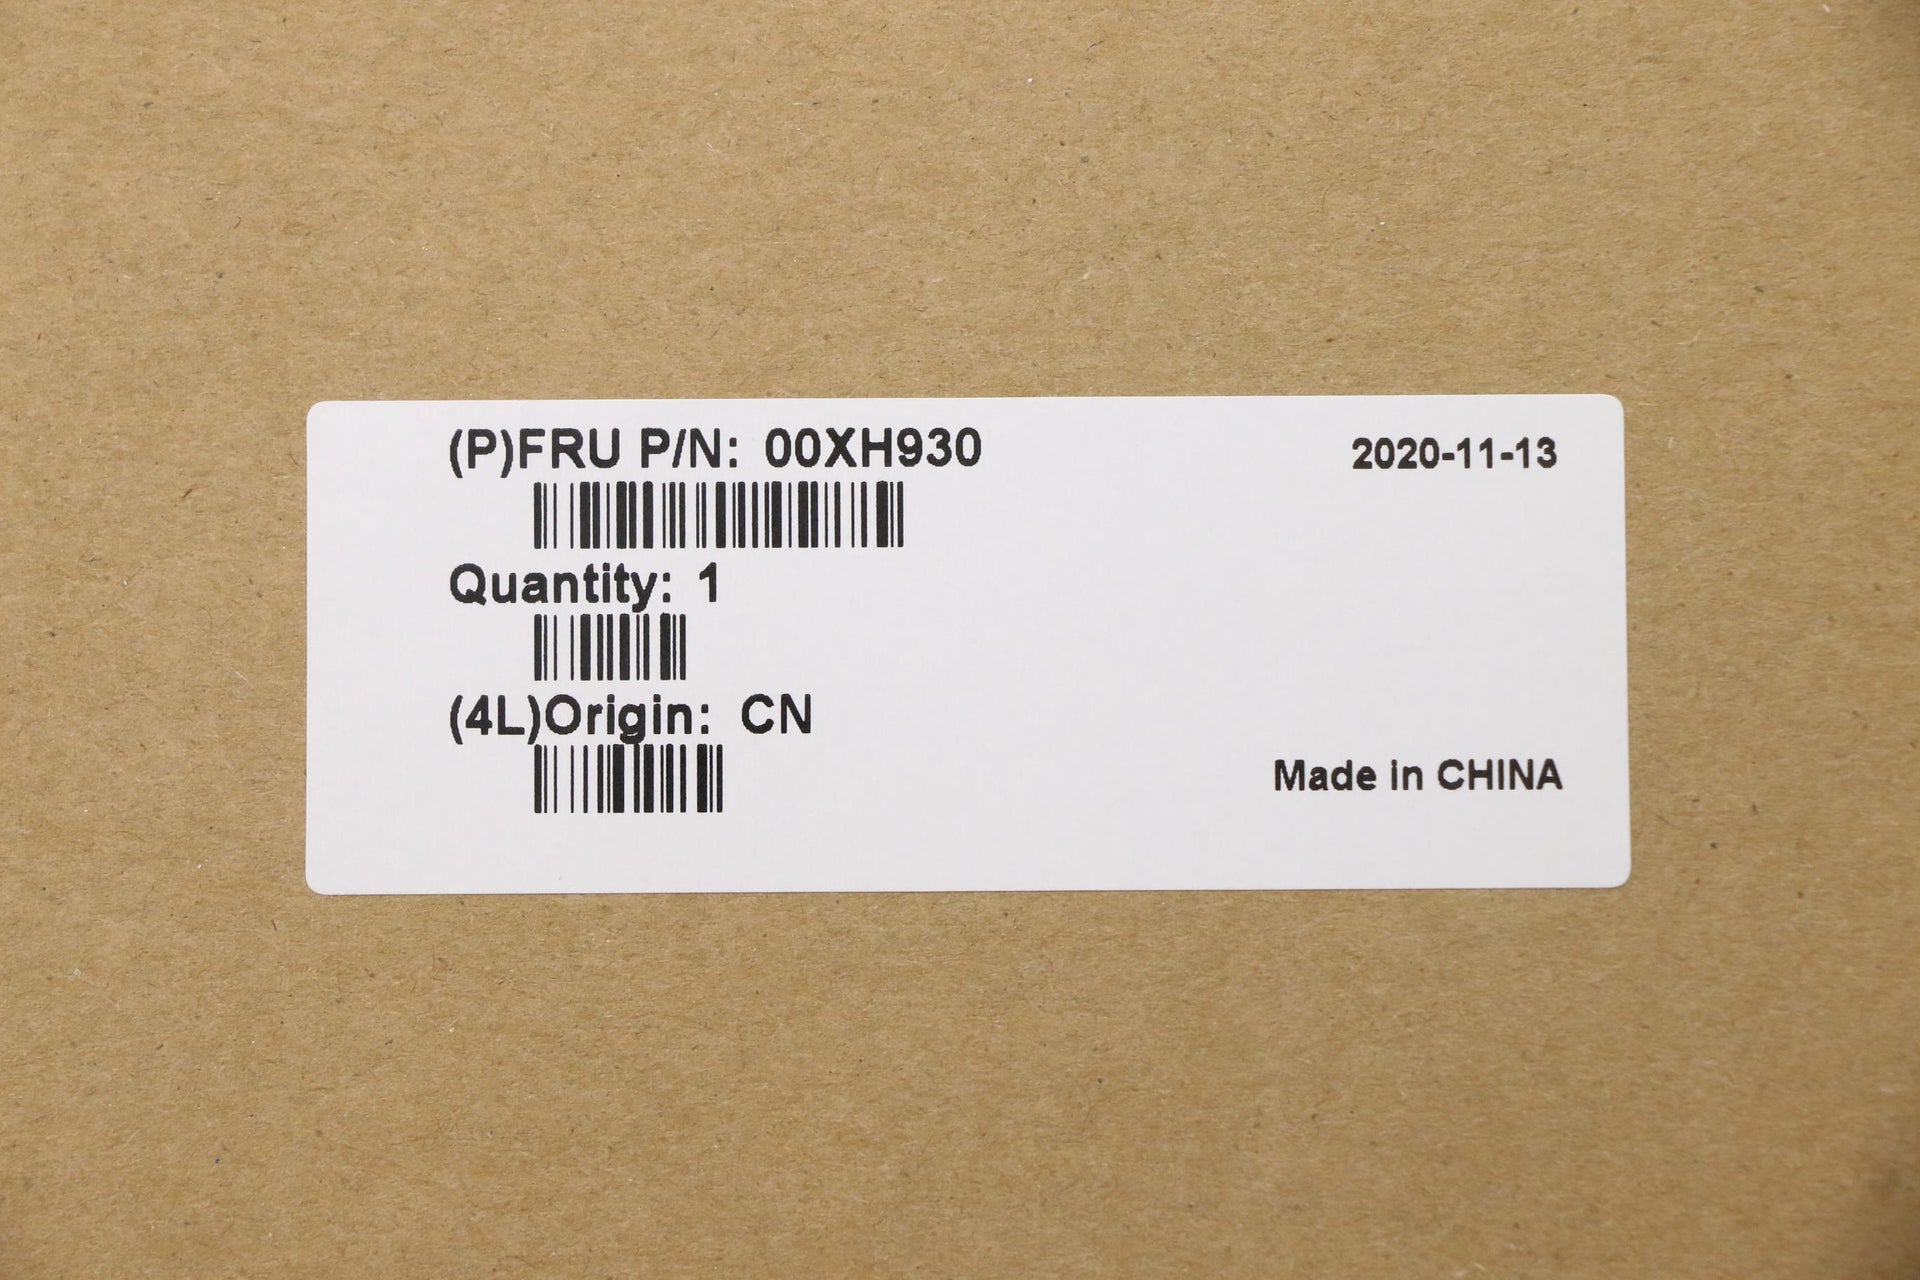 (P)FRU P/N: 00XH930
2020-11-13
Quantity: 1
(4L)Origin: CN
Made in CHINA